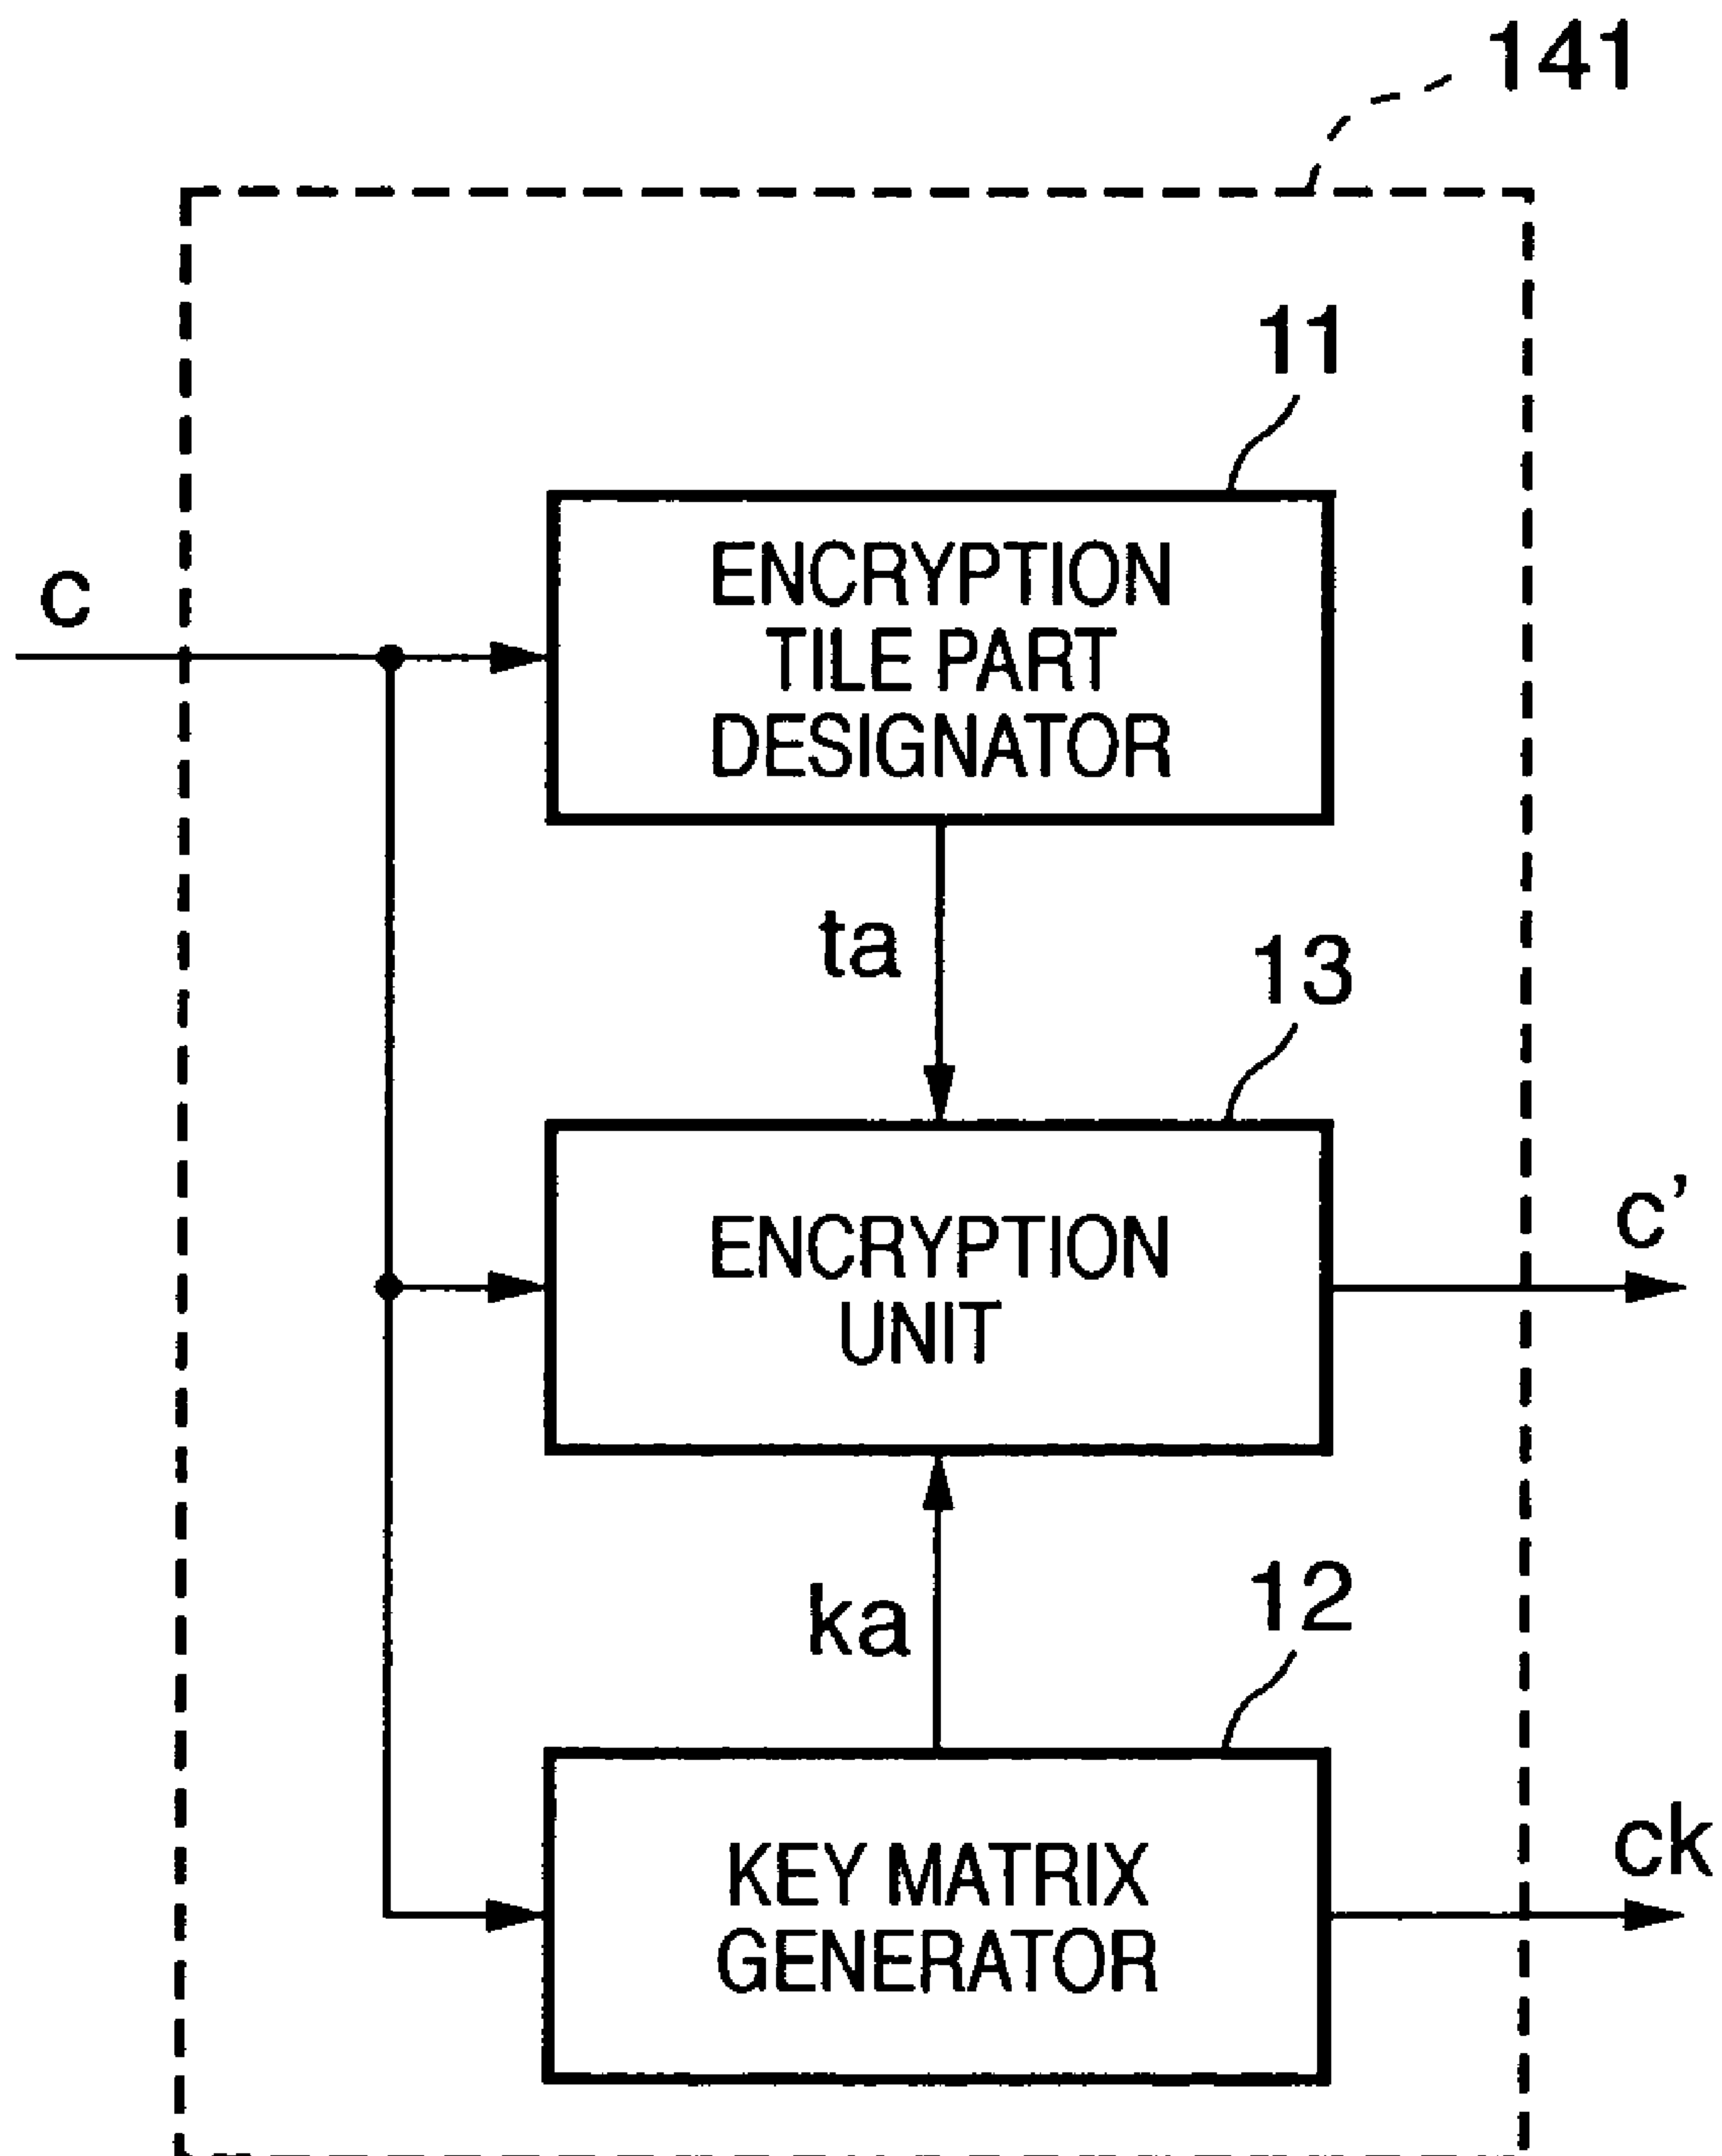 141
11
c
ENCRYPTION
TILE PART
DESIGNATOR
ta
13
ENCRYPTION
UNIT
c’
ka
12
KEY MATRIX
GENERATOR
ck